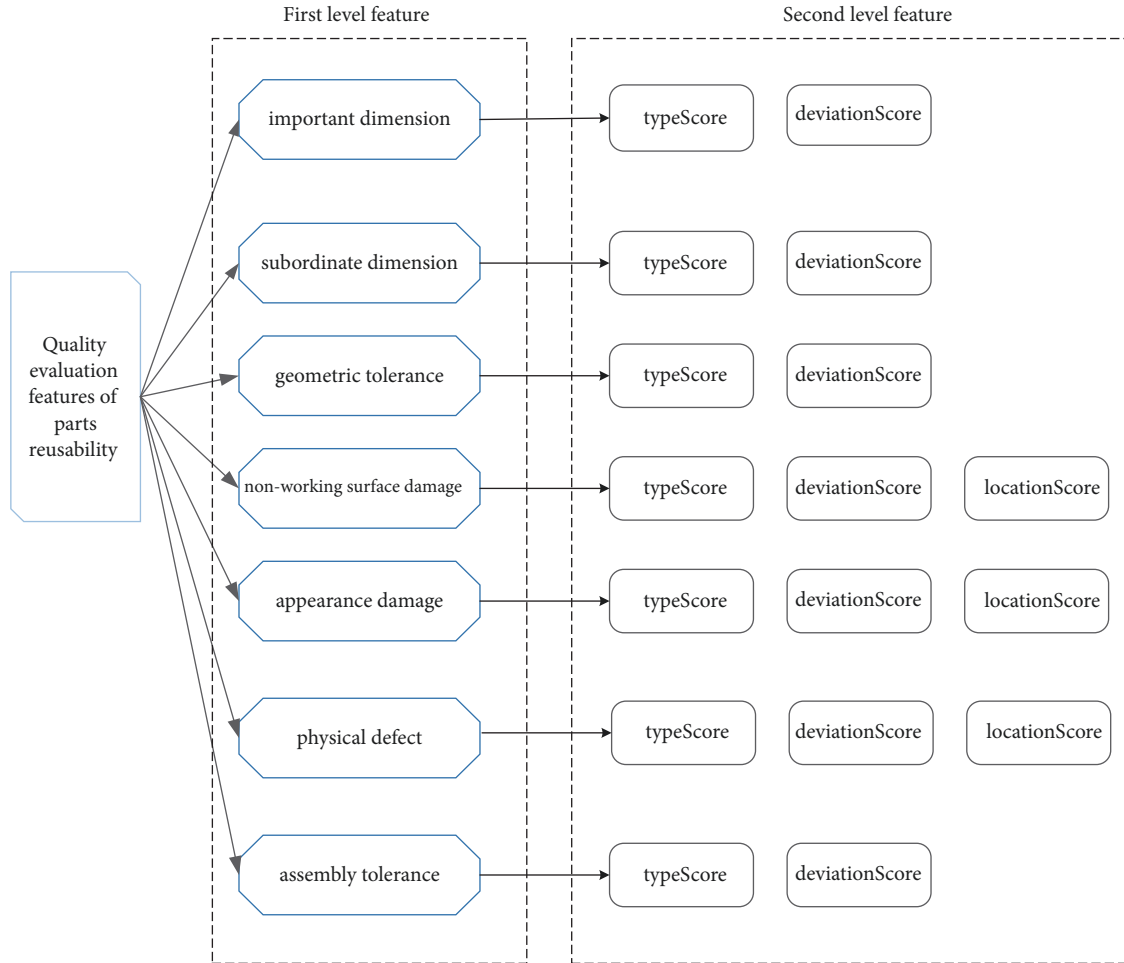 First level feature
Second level feature
important dimension
typeScore
deviationScore
subordinate dimension
typeScore
deviationScore
Quality
evaluation
features of
parts
reusability
geometric tolerance
typeScore
deviationScore
non-working surface damage
typeScore
deviationScore
locationScore
appearance damage
typeScore
deviationScore
locationScore
physical defect
typeScore
deviationScore
locationScore
assembly tolerance
typeScore
deviationScore